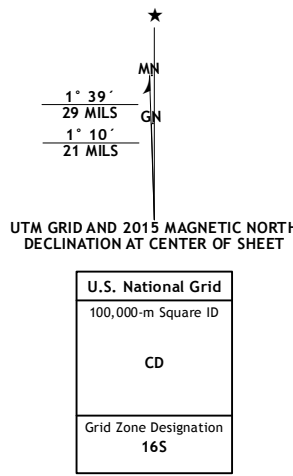 MN
1° 39´
29 MILS
GN
1° 10´
21 MILS
UTM GRID AND 2015 MAGNETIC NORTH
DECLINATION AT CENTER OF SHEET
U.S. National Grid
100,000-m Square ID
CD
Grid Zone Designation
16S